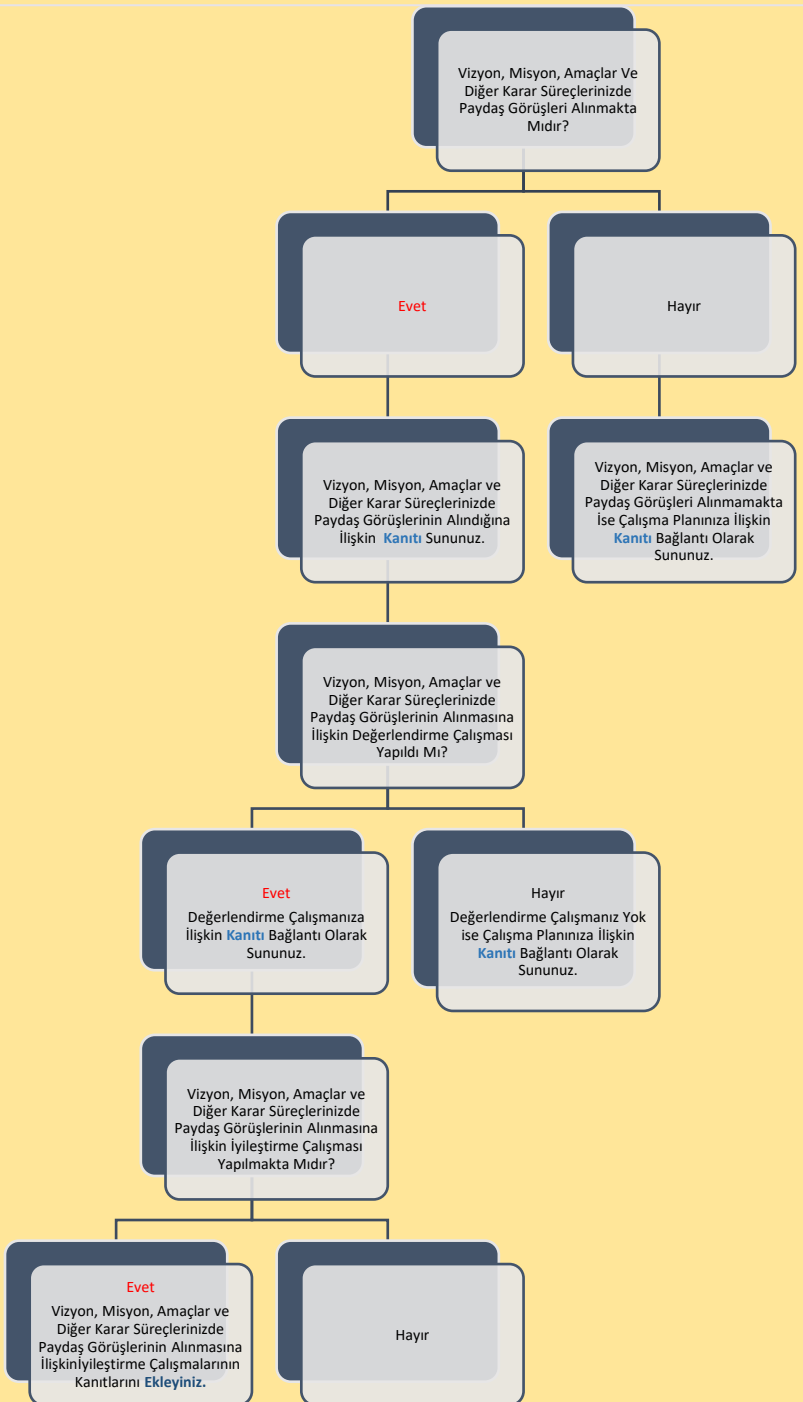 Vizyon, Misyon, Amaçlar Ve
Diğer Karar Süreçlerinizde
Paydaş Görüşleri Alınmakta
Mıdır?
Evet
Hayır
Vizyon, Misyon, Amaçlar ve
Diğer Karar Süreçlerinizde
Paydaş Görüşlerinin Alındığına
İlişkin Kanıtı Sununuz.
Vizyon, Misyon, Amaçlar ve
Diğer Karar Süreçlerinizde
Paydaş Görüşleri Alınmamakta
İse Çalışma Planınıza İlişkin
Kanıtı Bağlantı Olarak
Sununuz.
Vizyon, Misyon, Amaçlar ve
Diğer Karar Süreçlerinizde
Paydaş Görüşlerinin Alınmasına
İlişkin Değerlendirme Çalışması
Yapıldı Mı?
Evet
Değerlendirme Çalışmanıza
İlişkin Kanıtı Bağlantı Olarak
Sununuz.
Hayır
Değerlendirme Çalışmanız Yok
ise Çalışma Planınıza İlişkin
Kanıtı Bağlantı Olarak
Sununuz.
Vizyon, Misyon, Amaçlar ve
Diğer Karar Süreçlerinizde
Paydaş Görüşlerinin Alınmasına
İlişkin İyileştirme Çalışması
Yapılmakta Mıdır?
Evet
Vizyon, Misyon, Amaçlar ve
Diğer Karar Süreçlerinizde
Paydaş Görüşlerinin Alınmasına
İlişkinİyileştirme Çalışmalarının
Kanıtlarını Ekleyiniz.
Hayır